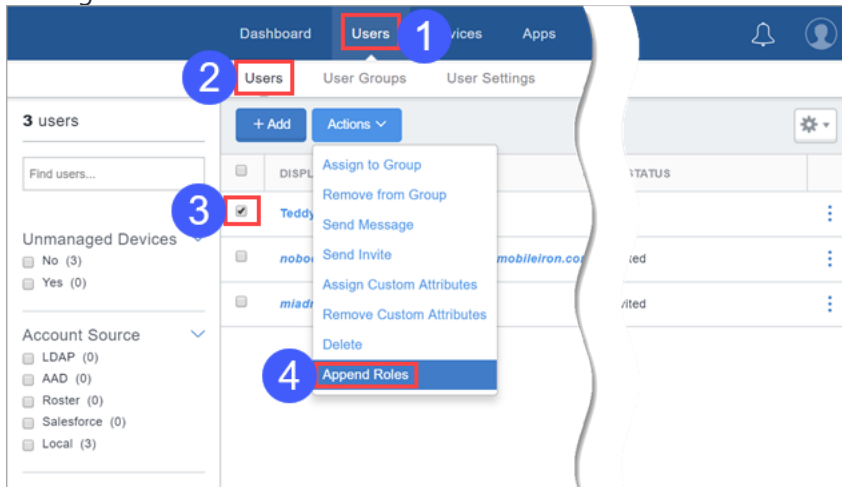 Dashboard Users 1 vices Apps
2 Users User Groups User Settings
3 users
+ Add Actions
Find users...
DISPL STATUS
Assign to Group
Remove from Group
3 Teddy
Send Message
Unmanaged Devices
No (3)
Yes (0)
Send Invite
nobo mobileiron.co ted
Assign Custom Attributes
miadr vited
Remove Custom Attributes
Account Source
LDAP (0)
AAD (0)
Roster (0)
Salesforce (0)
Local (3)
Delete
4 Append Roles